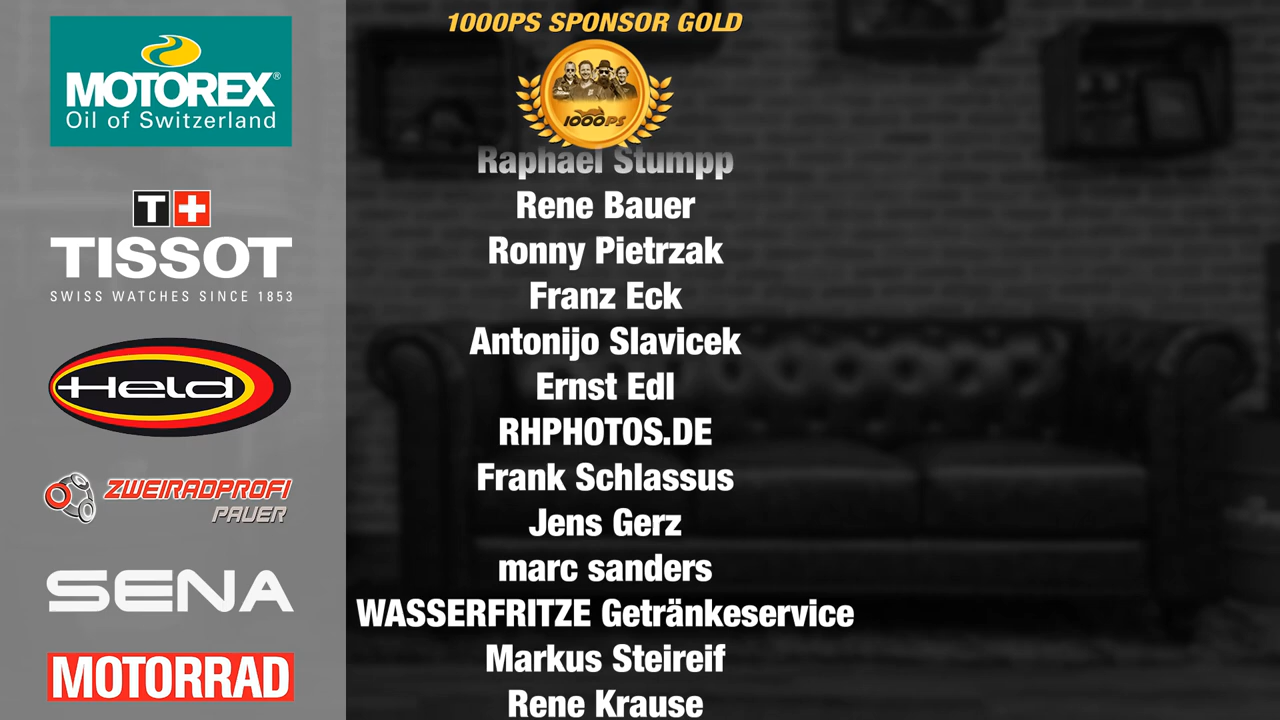 MOTOREX®
Oil of Switzerland
T+
TISSOT
SWISS WATCHES SINCE 1853
Held
ZWEIRADPROFI
PAUER
SENA
MOTORRAD
1000PS SPONSOR GOLD
1000PS
Raphael Stumpp
Rene Bauer
Ronny Pietrzak
Franz Eck
Antonijo Slavicek
Ernst Edl
RHPHOTOS.DE
Frank Schlassus
Jens Gerz
marc sanders
WASSERFRITZE Getränkeservice
Markus Steireif
Rene Krause